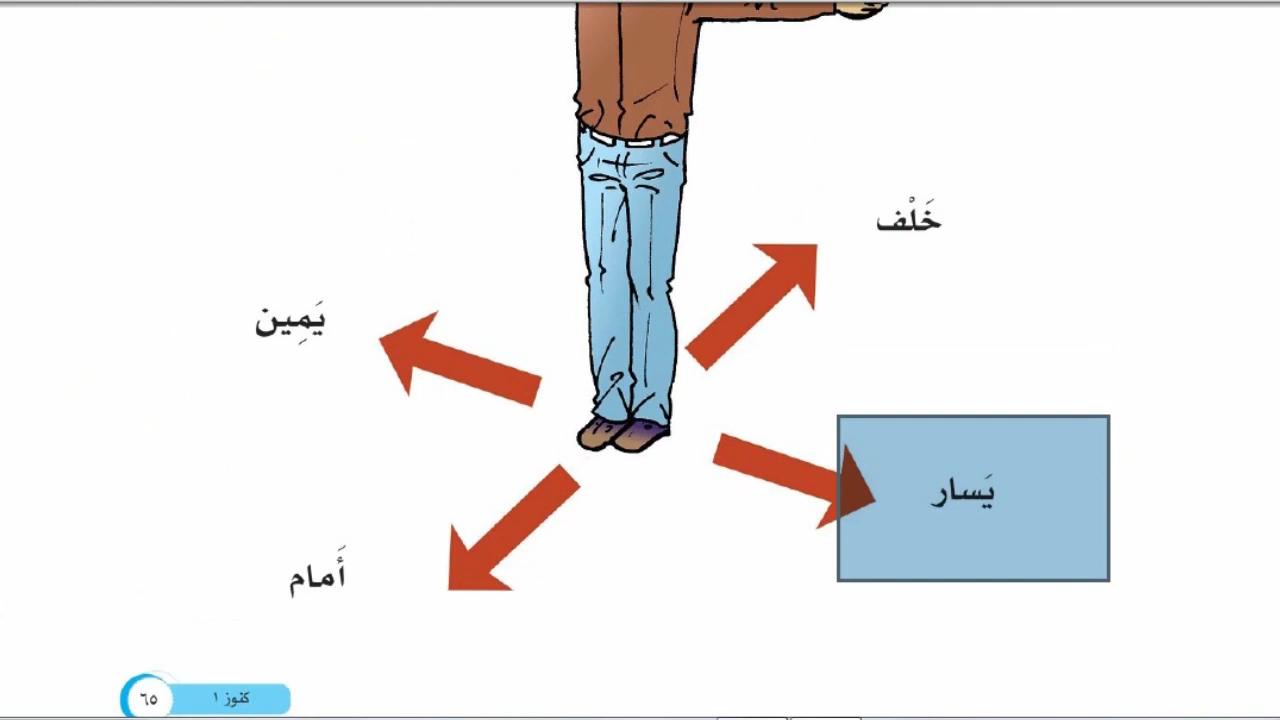 خَلْف
يَمِين
يَسار
أَمام
كنوز ١
٦٥